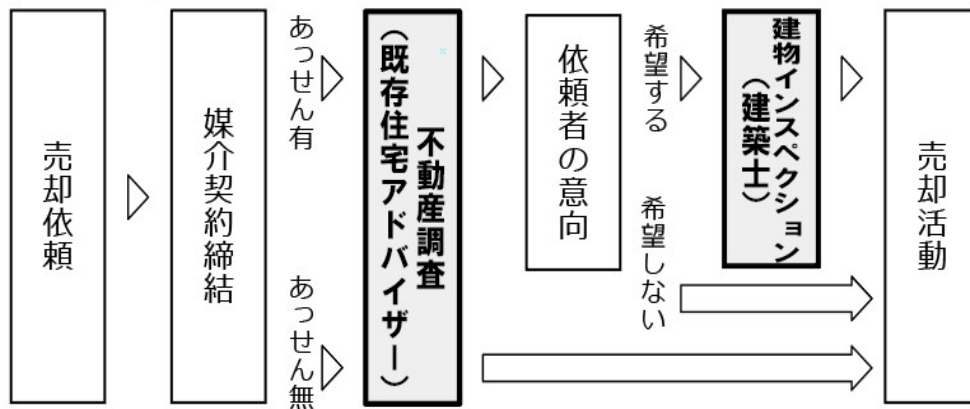 売却依頼
媒介契約締結
あっせん有
あっせん無
不動産調査
（既存住宅アドバイザー）
依頼者の意向
希望する
希望しない
建物インスペクション
（建築士）
売却活動